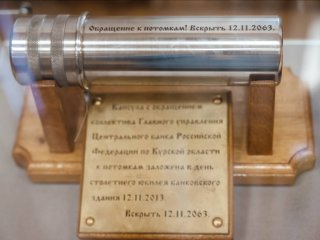 Обращение к потомкам! Вскрыть 12.11.2063.
Капсула с обращением
коллектива Главного управления
Центрального банка Российской
Федерации по Курской области
к потомкам заложена в день
столетнего юбилея банковского
здания 12.11.2013.
Вскрыть 12.11.2063.